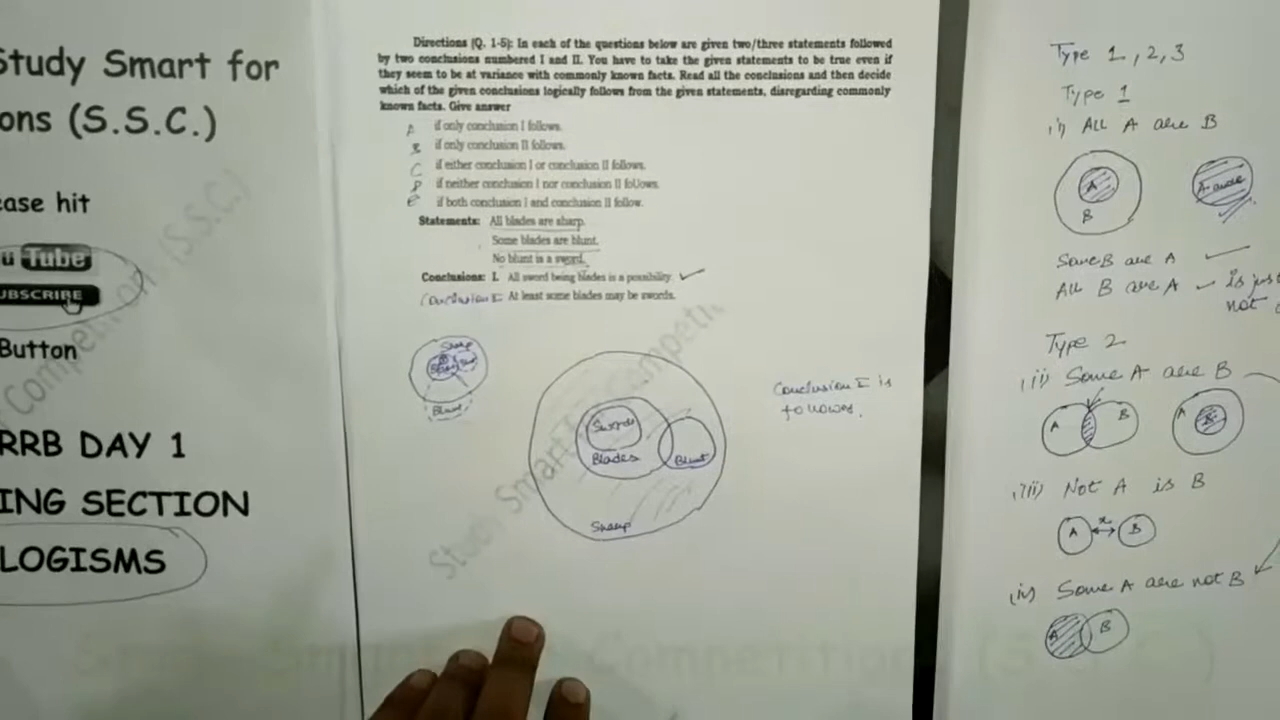 Study Smart for
ons (S.S.C.)
ease hit
u Tube
UBSCRIBE
Button
RRB DAY 1
ING SECTION
LOGISMS
Directions (Q. 1-5): In each of the questions below are given two/three statements followed
by two conclusions numbered I and II. You have to take the given statements to be true even if
they seem to be at variance with commonly known facts. Read all the conclusions and then decide
which of the given conclusions logically follows from the given statements, disregarding commonly
known facts. Give answer
A if only conclusion I follows.
B if only conclusion II follows.
C if either conclusion I or conclusion II follows.
D if neither conclusion I nor conclusion II follows.
E if both conclusion I and conclusion II follow.
Statements: All blades are sharp.
Some blades are blunt.
No blunt is a sword.
Conclusions: I. All sword being blades is a possibility.
Conclusion II: At least some blades may be swords.
Sharp
Blunt
Swords
Blades
Blunt
Sharp
Conclusion I is
followed.
Type 1, 2, 3
Type 1
i) All A are B
A
B
Some B are A
All B are A
not
Type 2
(ii) Some A are B
A B
A B
(iii) Not A is B
A x B
(iv) Some A are not B
A B